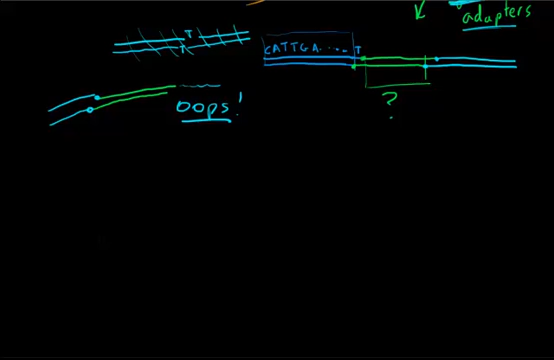 adapters
T
T
CATTGA.....T
?
oops!